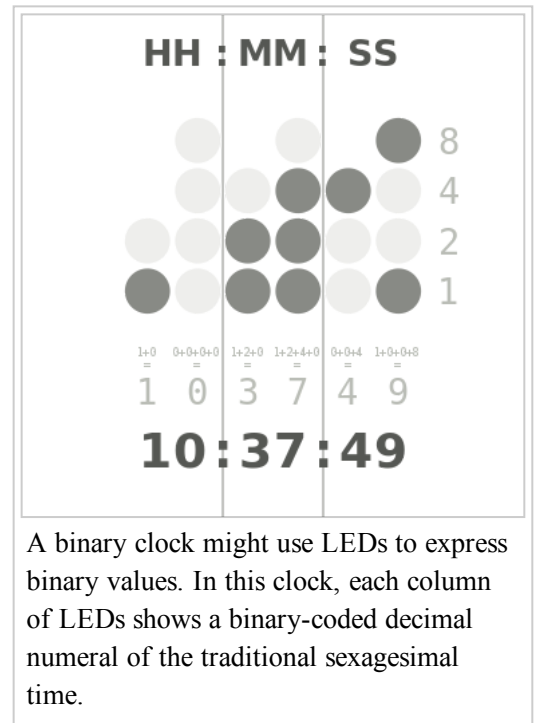 HH : MM : SS
8
4
2
1
1+0 0+0+0+0 1+2+0 1+2+4+0 0+0+4 1+0+0+8
= = = = = =
1 0 3 7 4 9
10:37:49
A binary clock might use LEDs to express
binary values. In this clock, each column
of LEDs shows a binary-coded decimal
numeral of the traditional sexagesimal
time.